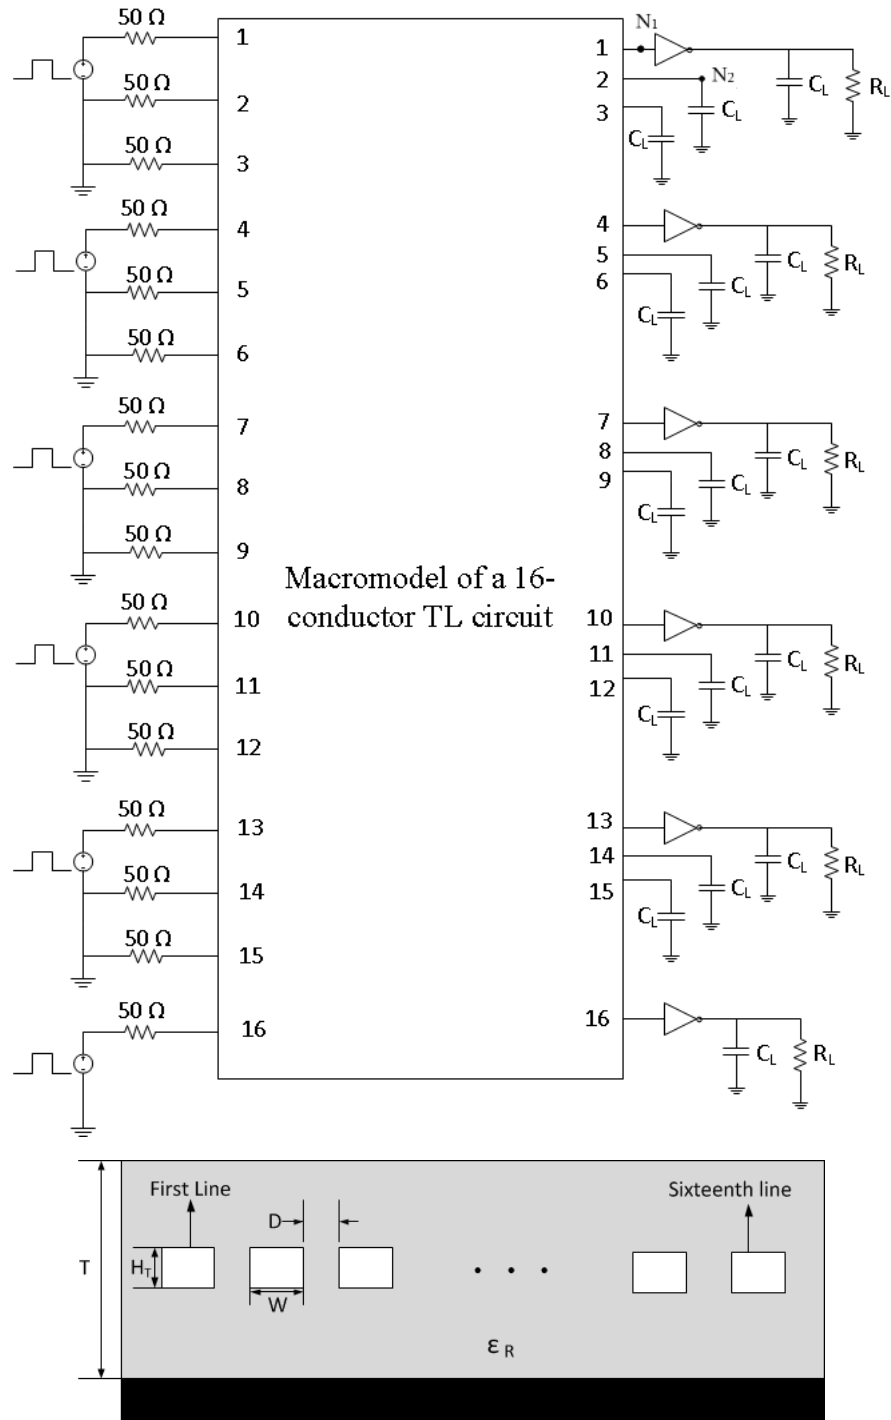 50 Ω
1
50 Ω
2
50 Ω
3
50 Ω
4
50 Ω
5
50 Ω
6
50 Ω
7
50 Ω
8
50 Ω
9
50 Ω
10
50 Ω
11
50 Ω
12
50 Ω
13
50 Ω
14
50 Ω
15
50 Ω
16
Macromodel of a 16-
conductor TL circuit
1 N1
2 N2
3
CL CL CL RL
4
5
6
CL CL CL RL
7
8
9
CL CL CL RL
10
11
12
CL CL CL RL
13
14
15
CL CL CL RL
16
CL RL
First Line
Sixteenth line
D
T
HT
W
. . .
εR